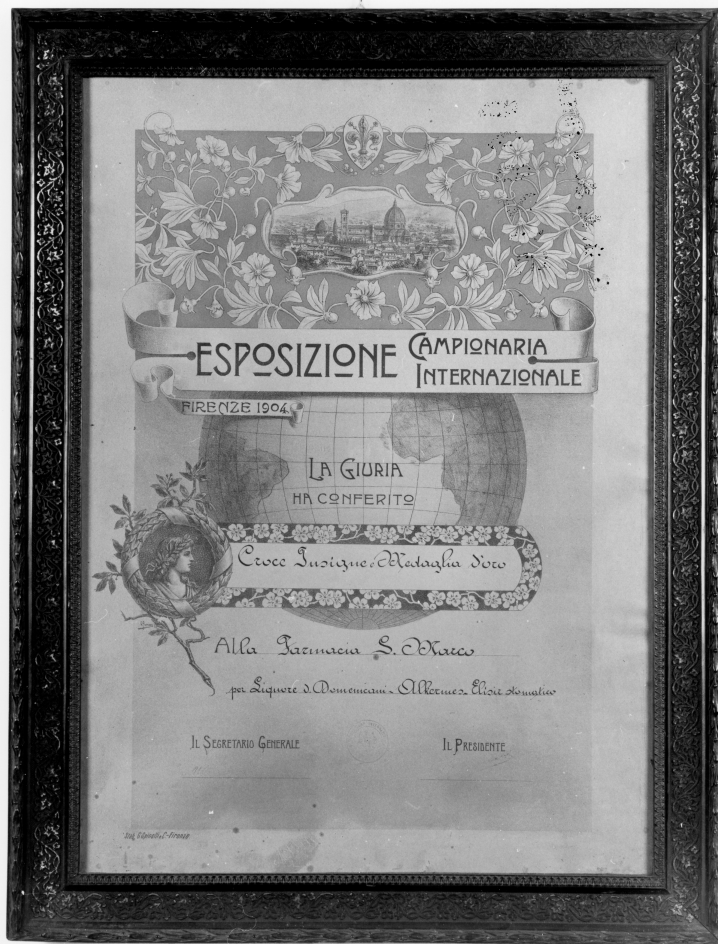 ESPOSIZIONE CAMPIONARIA
INTERNAZIONALE
FIRENZE 1904
LA GIURIA
HA CONFERITO
Croce Insigne e Medaglia d'oro
Alla Farmacia S. Marco
per Liquore d. Domenicani - Alkermes - Elisir stomatico
IL SEGRETARIO GENERALE
IL PRESIDENTE
Firenze